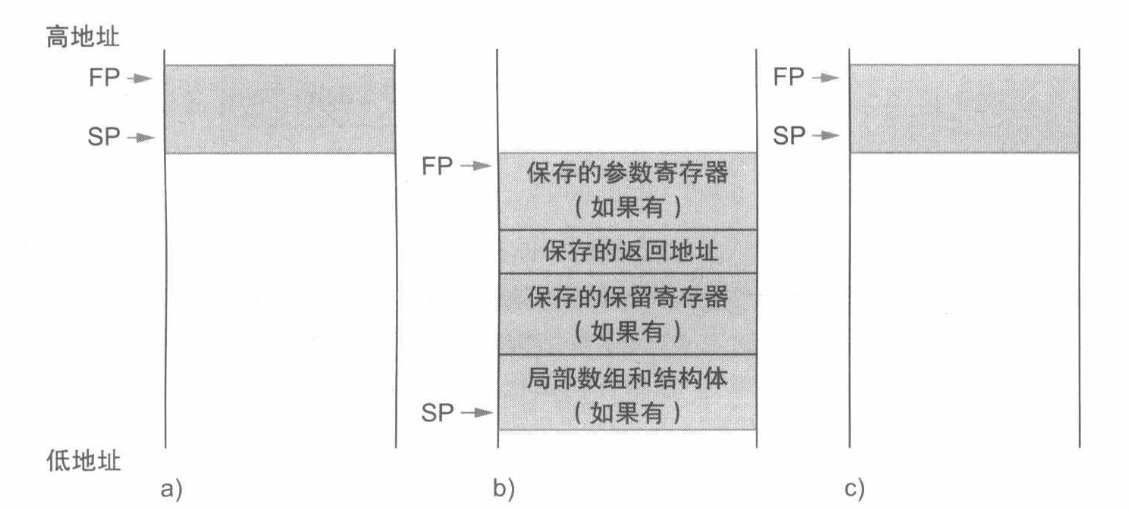 高地址
FP
SP
FP
保存的参数寄存器
（如果有）
保存的返回地址
保存的保留寄存器
（如果有）
局部数组和结构体
（如果有）
SP
FP
SP
低地址
a)
b)
c)